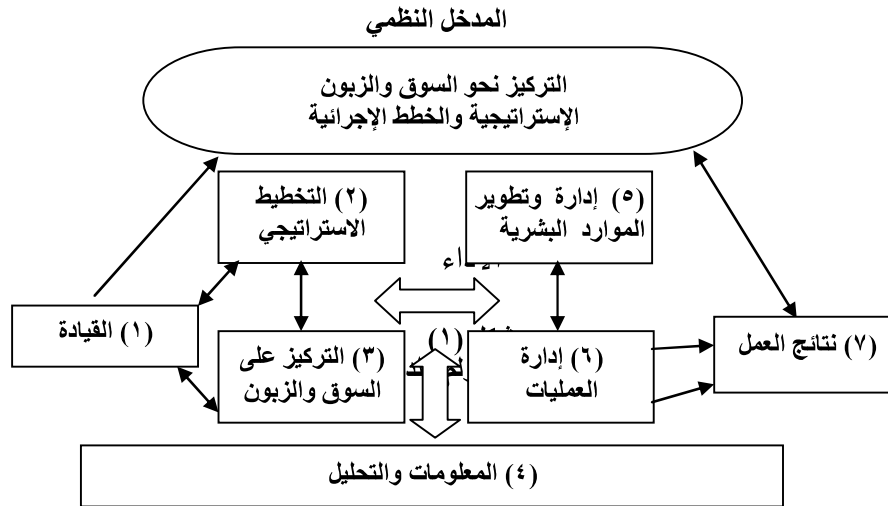 المدخل النظمي
التركيز نحو السوق والزبون
الإستراتيجية والخطط الإجرائية
(٢) التخطيط
الاستراتيجي
(٥) إدارة وتطوير
الموارد البشرية
(١) القيادة
(١)
(٣) التركيز على
السوق والزبون
(٦) إدارة
العمليات
(٧) نتائج العمل
(٤) المعلومات والتحليل